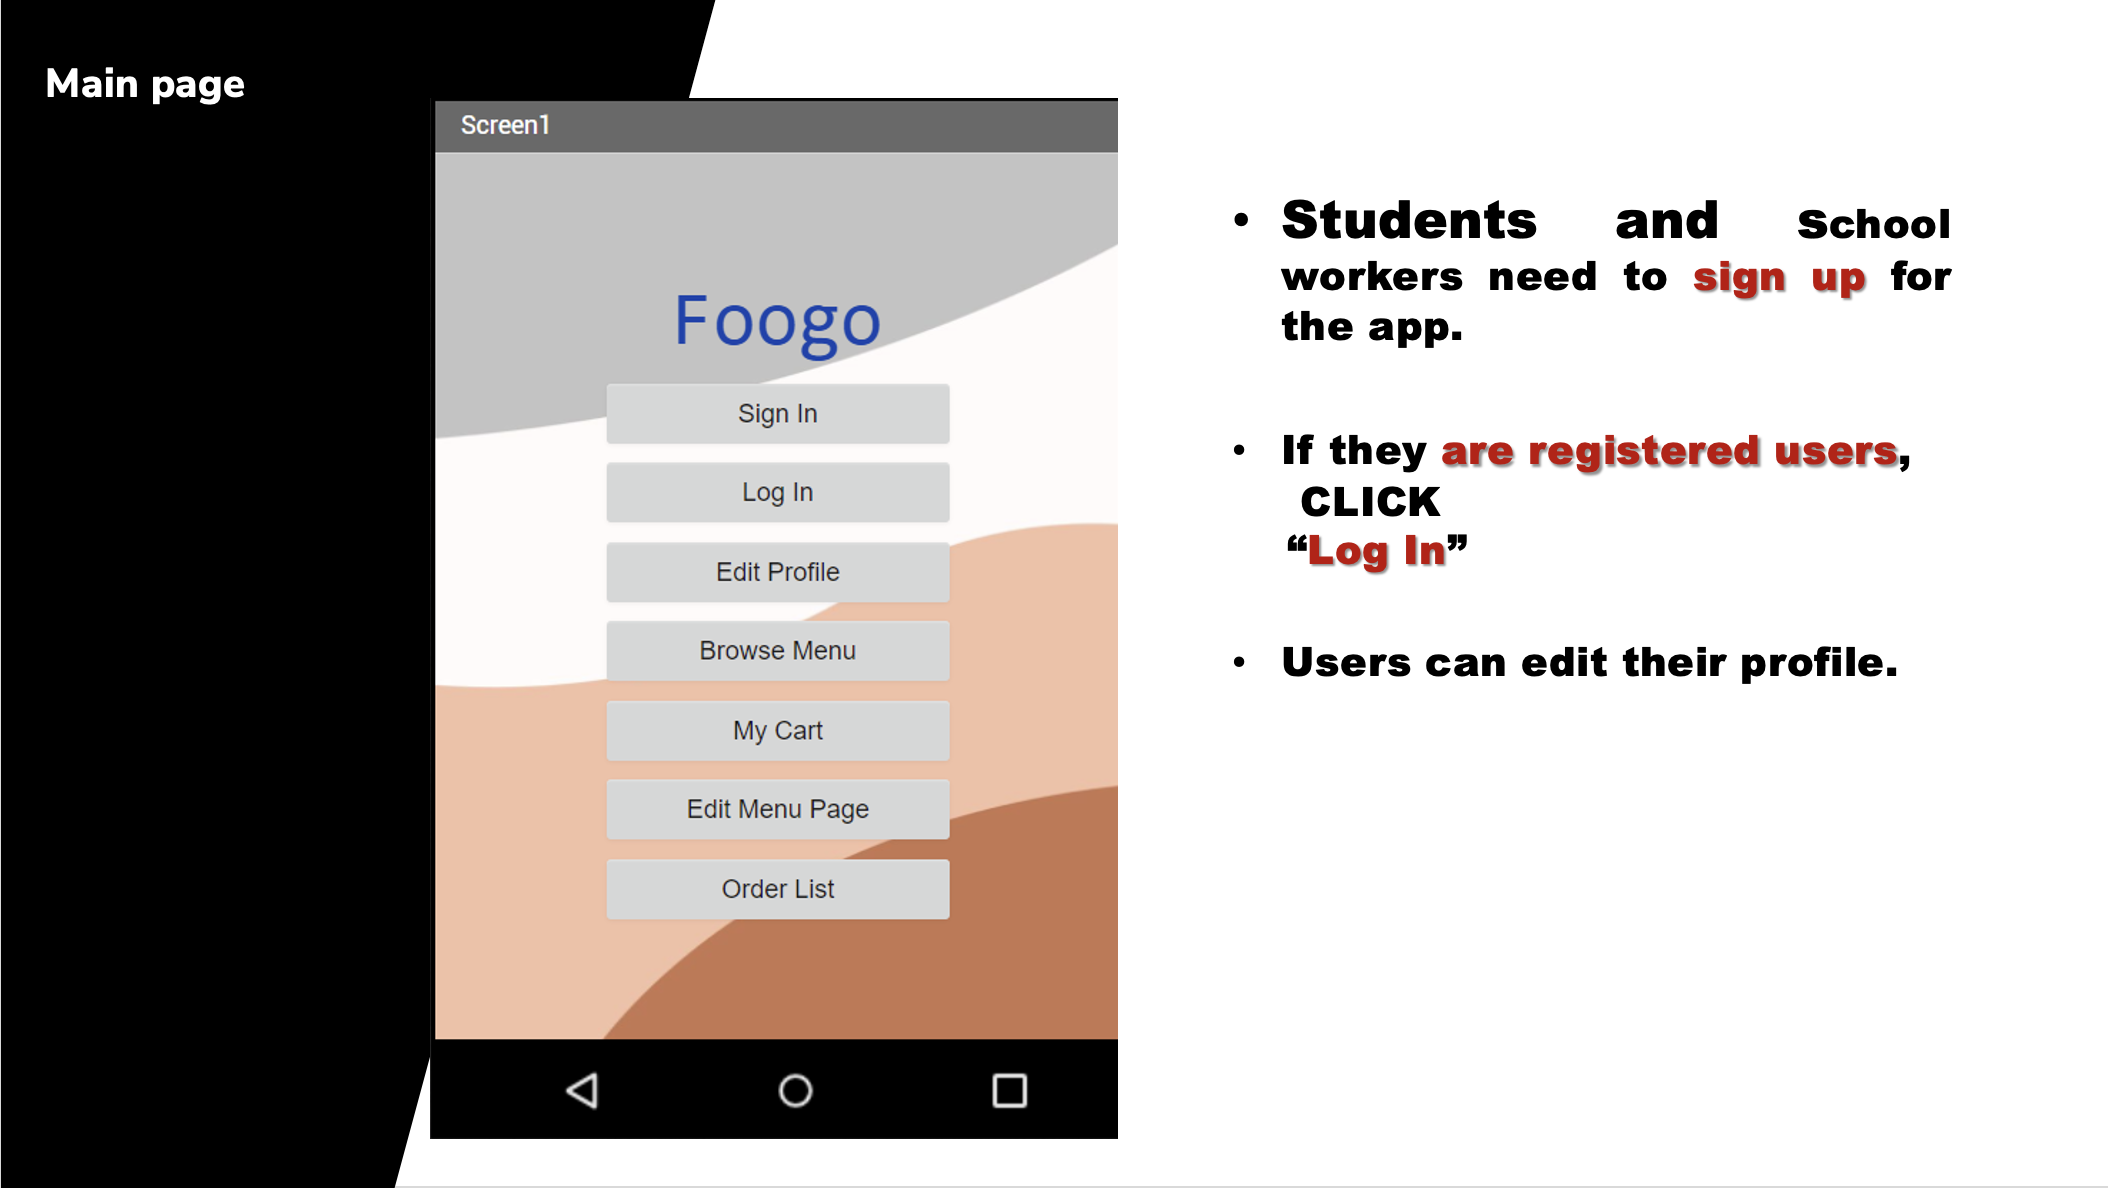 Main page
Screen1
Foogo
Sign In
Log In
Edit Profile
Browse Menu
My Cart
Edit Menu Page
Order List
• Students and School
workers need to sign up for
the app.
• If they are registered users,
CLICK
“Log In”
• Users can edit their profile.